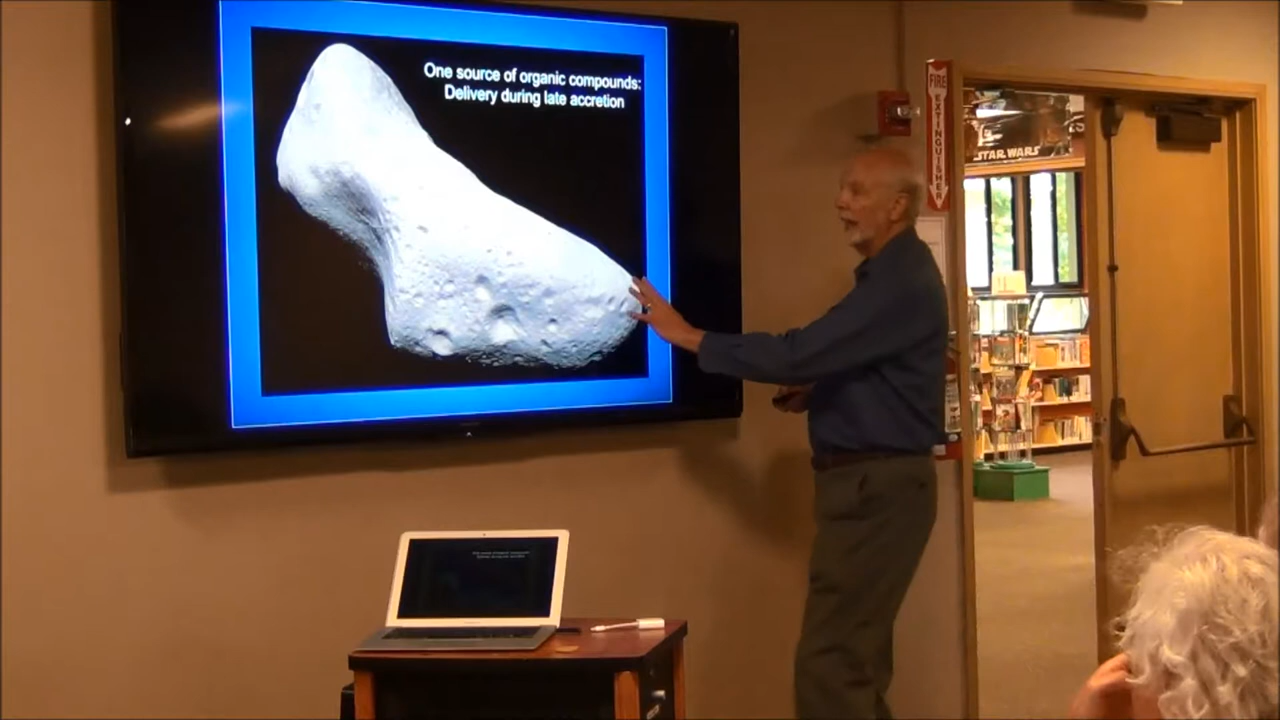 One source of organic compounds:
Delivery during late accretion
FIRE
EXTINGUISHER
STAR WARS